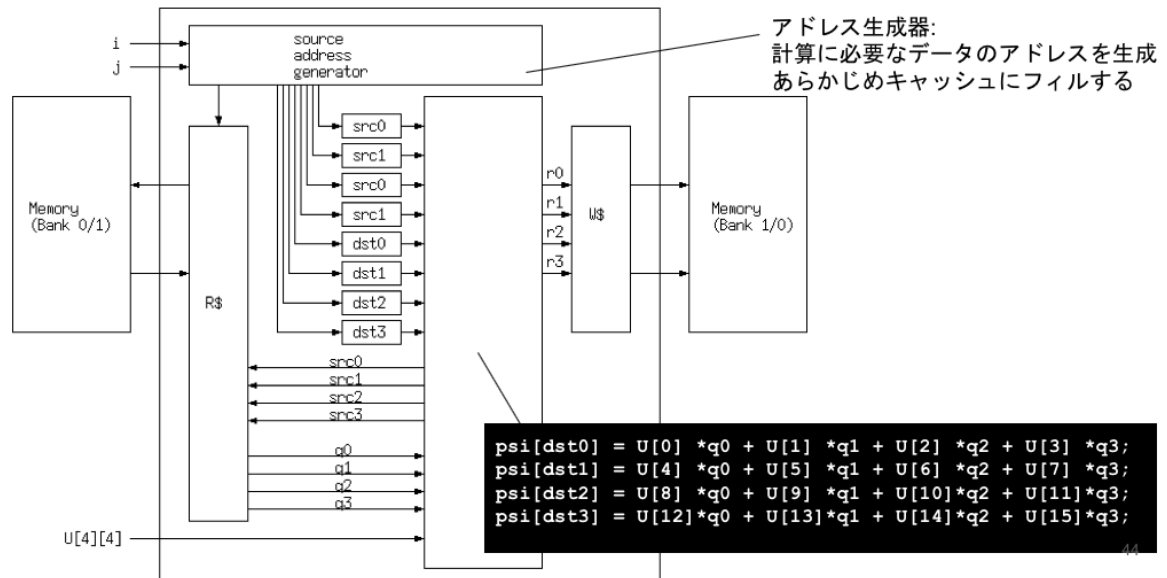 アドレス生成器:
計算に必要なデータのアドレスを生成
あらかじめキャッシュにフィルする
i
j
source
address
generator
src0
src1
src0
src1
dst0
dst1
dst2
dst3
Memory
(Bank 0/1)
R$
r0
r1
r2
r3
W$
Memory
(Bank 1/0)
src0
src1
src2
src3
q0
q1
q2
q3
U[4][4]
psi[dst0] = U[0] *q0 + U[1] *q1 + U[2] *q2 + U[3] *q3;
psi[dst1] = U[4] *q0 + U[5] *q1 + U[6] *q2 + U[7] *q3;
psi[dst2] = U[8] *q0 + U[9] *q1 + U[10]*q2 + U[11]*q3;
psi[dst3] = U[12]*q0 + U[13]*q1 + U[14]*q2 + U[15]*q3;
44